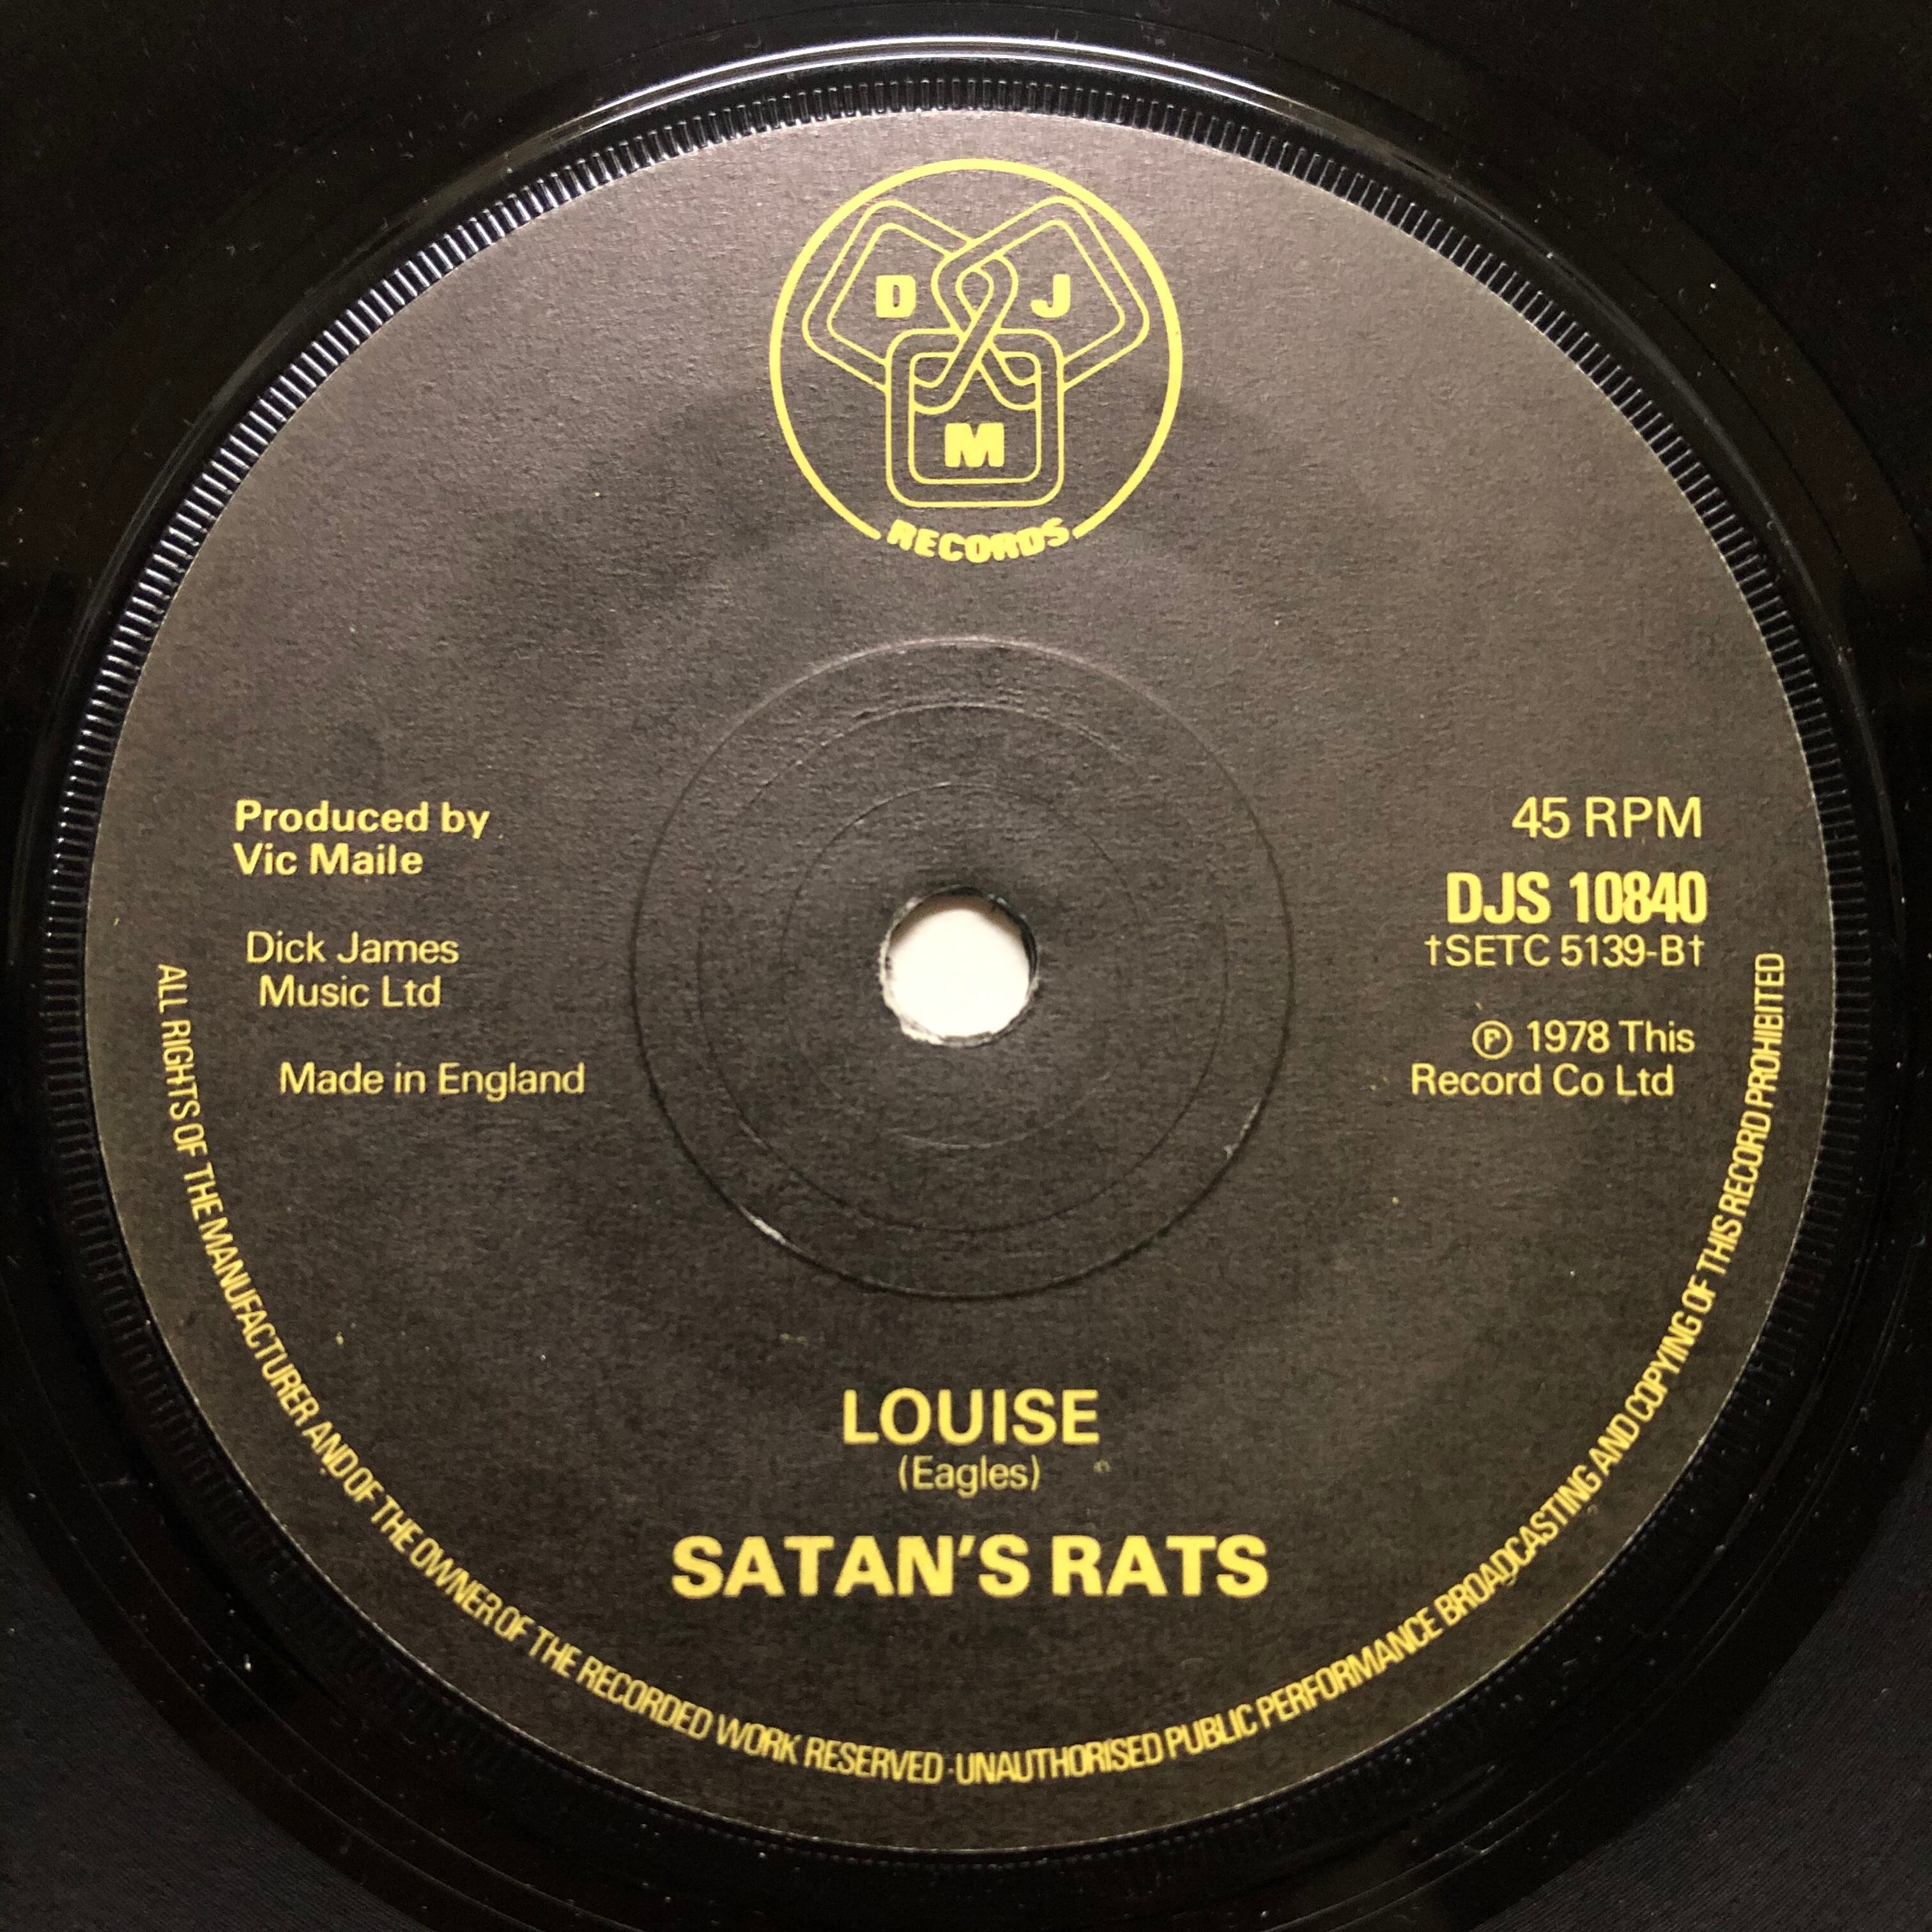 D J
M
RECORDS
Produced by
Vic Maile
Dick James
Music Ltd
Made in England
45 RPM
DJS 10840
†SETC 5139-B†
Ⓟ 1978 This
Record Co Ltd
LOUISE
(Eagles)
SATAN'S RATS
ALL RIGHTS OF THE MANUFACTURER AND OF THE OWNER OF THE RECORDED WORK RESERVED · UNAUTHORISED PUBLIC PERFORMANCE BROADCASTING AND COPYING OF THIS RECORD PROHIBITED